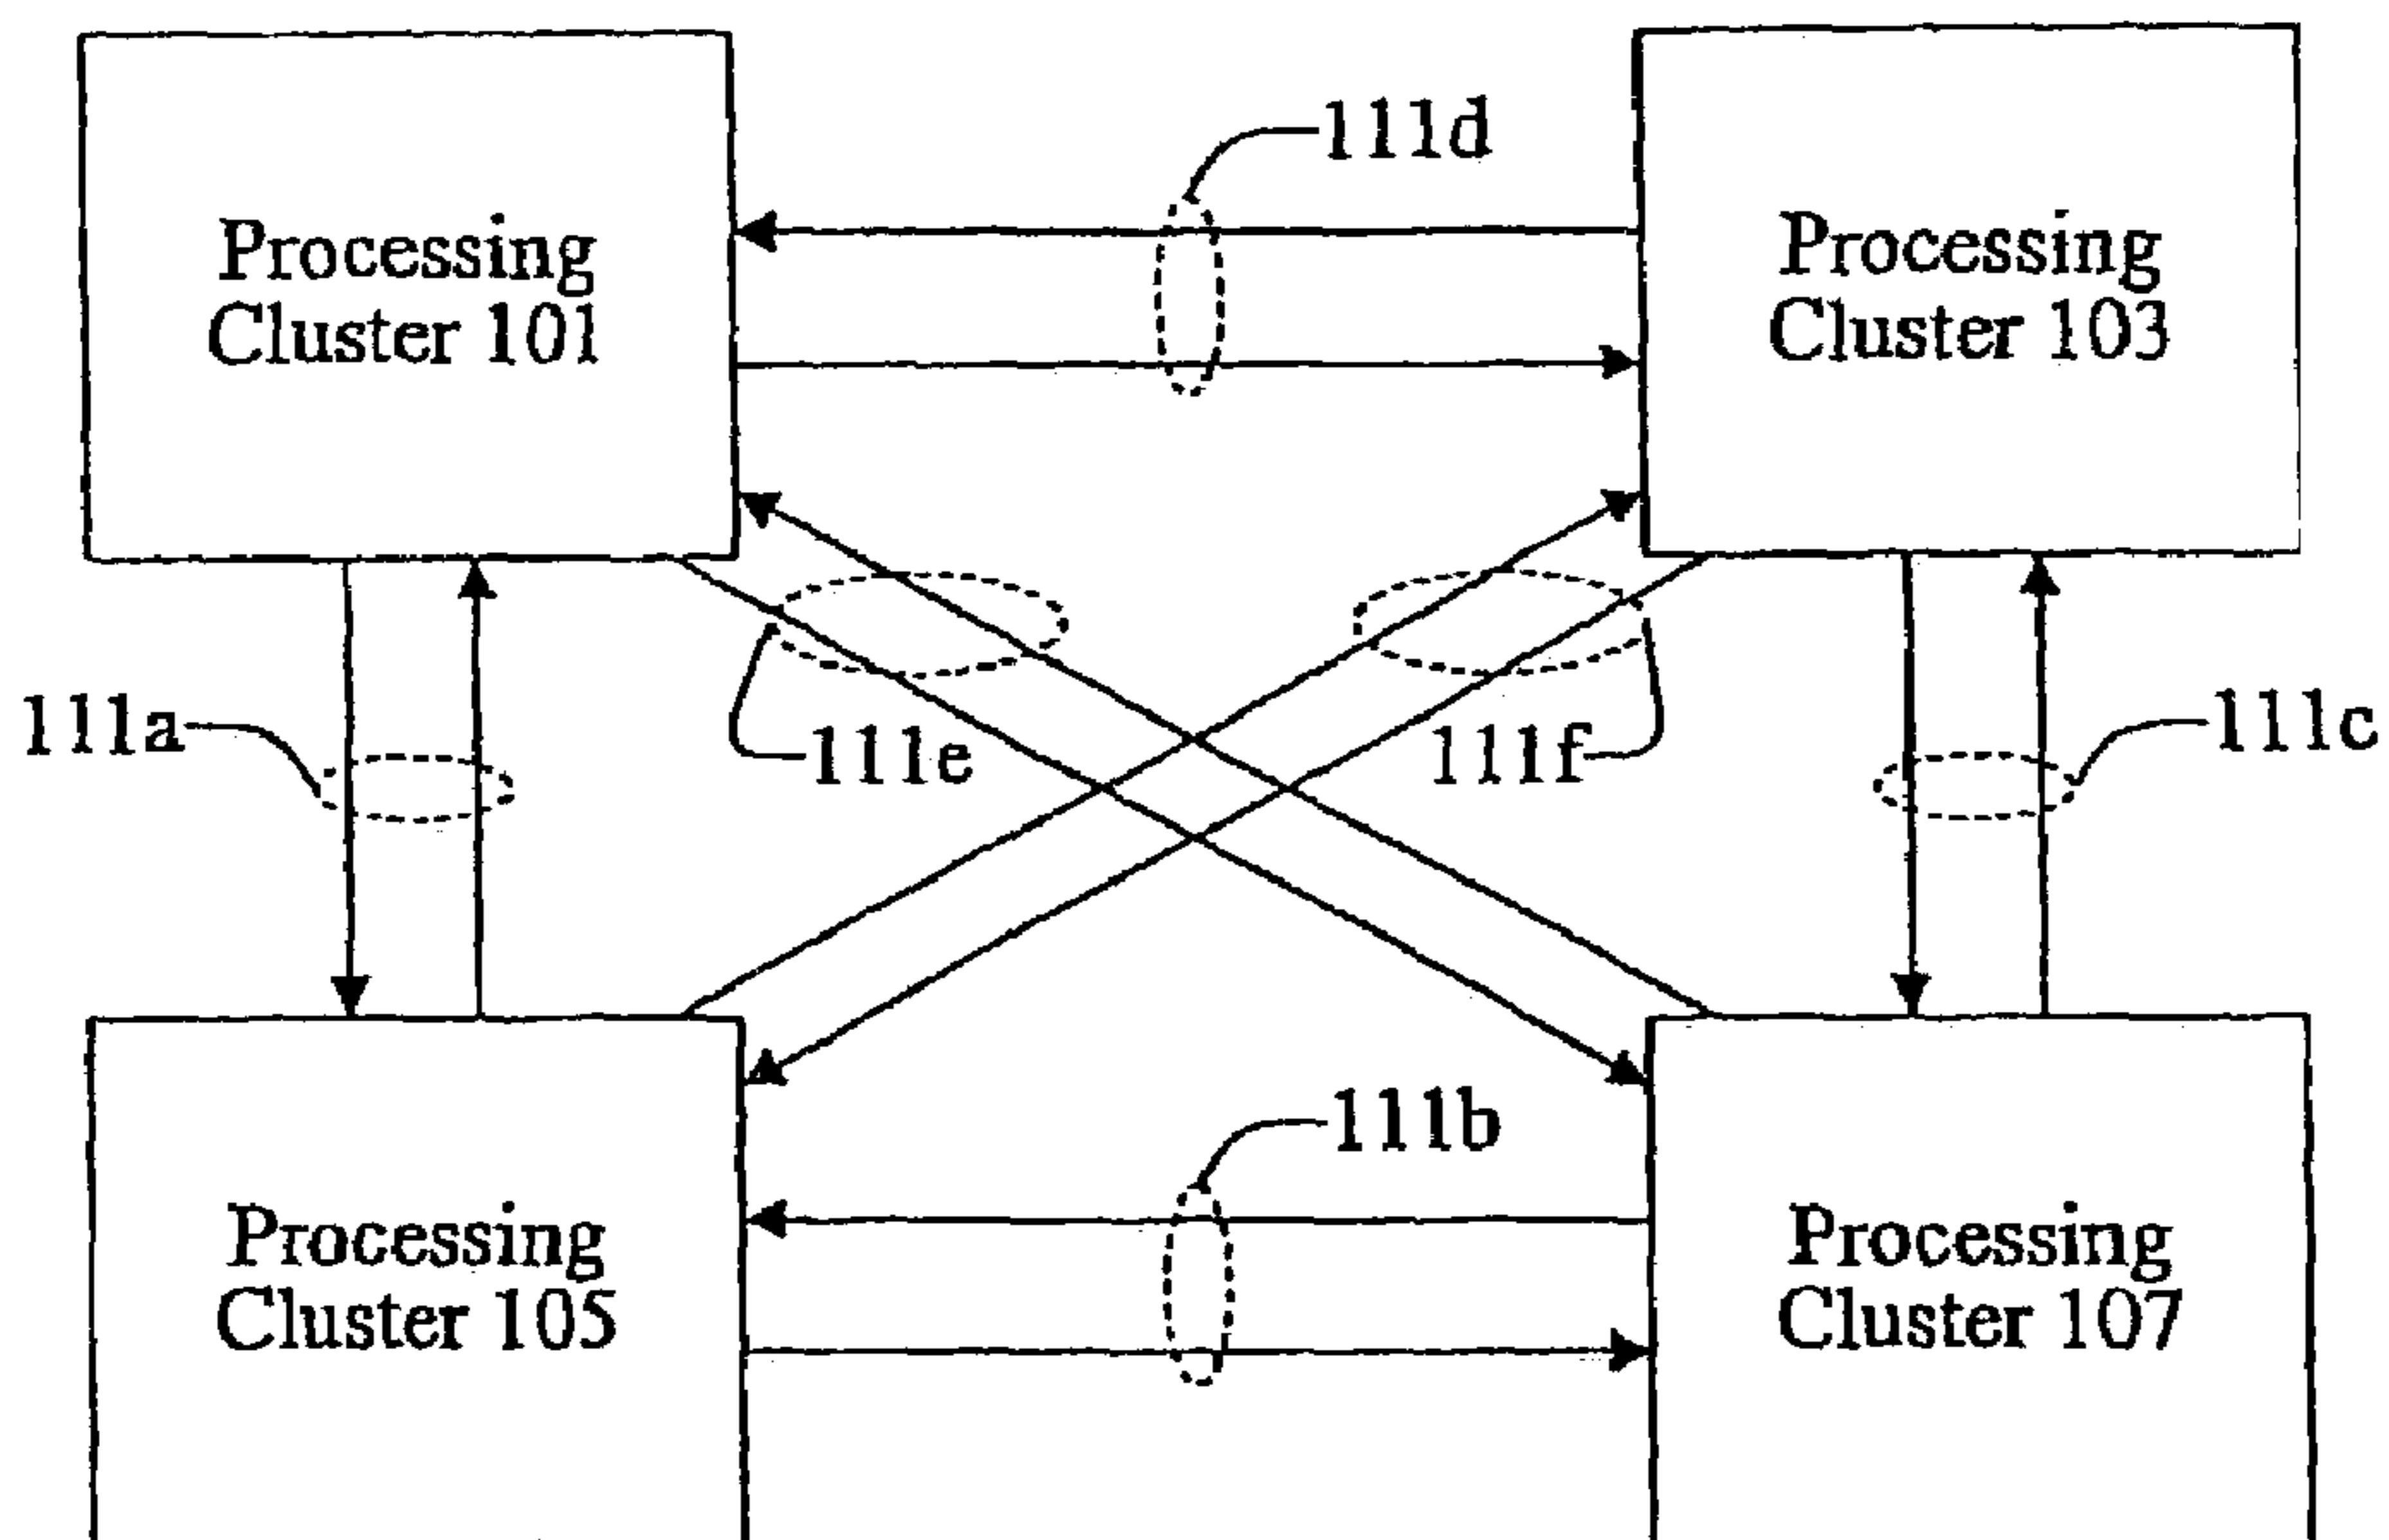 111d
Processing
Cluster 101
Processing
Cluster 103
111a
111e
111f
111c
111b
Processing
Cluster 105
Processing
Cluster 107